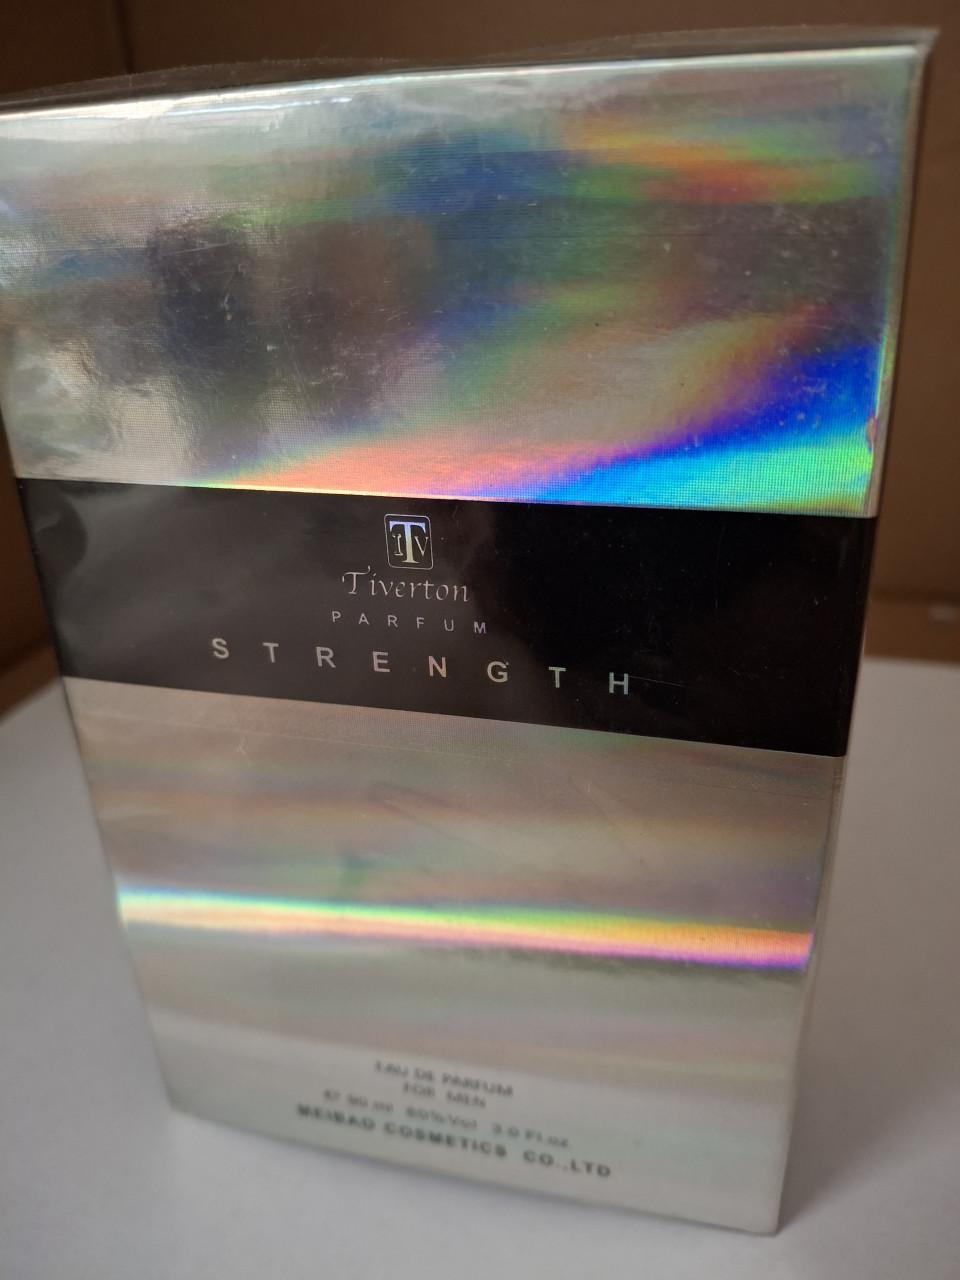 TIV
Tiverton
PARFUM
STRENGTH
EAU DE PARFUM
FOR MEN
90 ml 80%Vol 3.0 Fl.oz
MEIBAO COSMETICS CO.,LTD